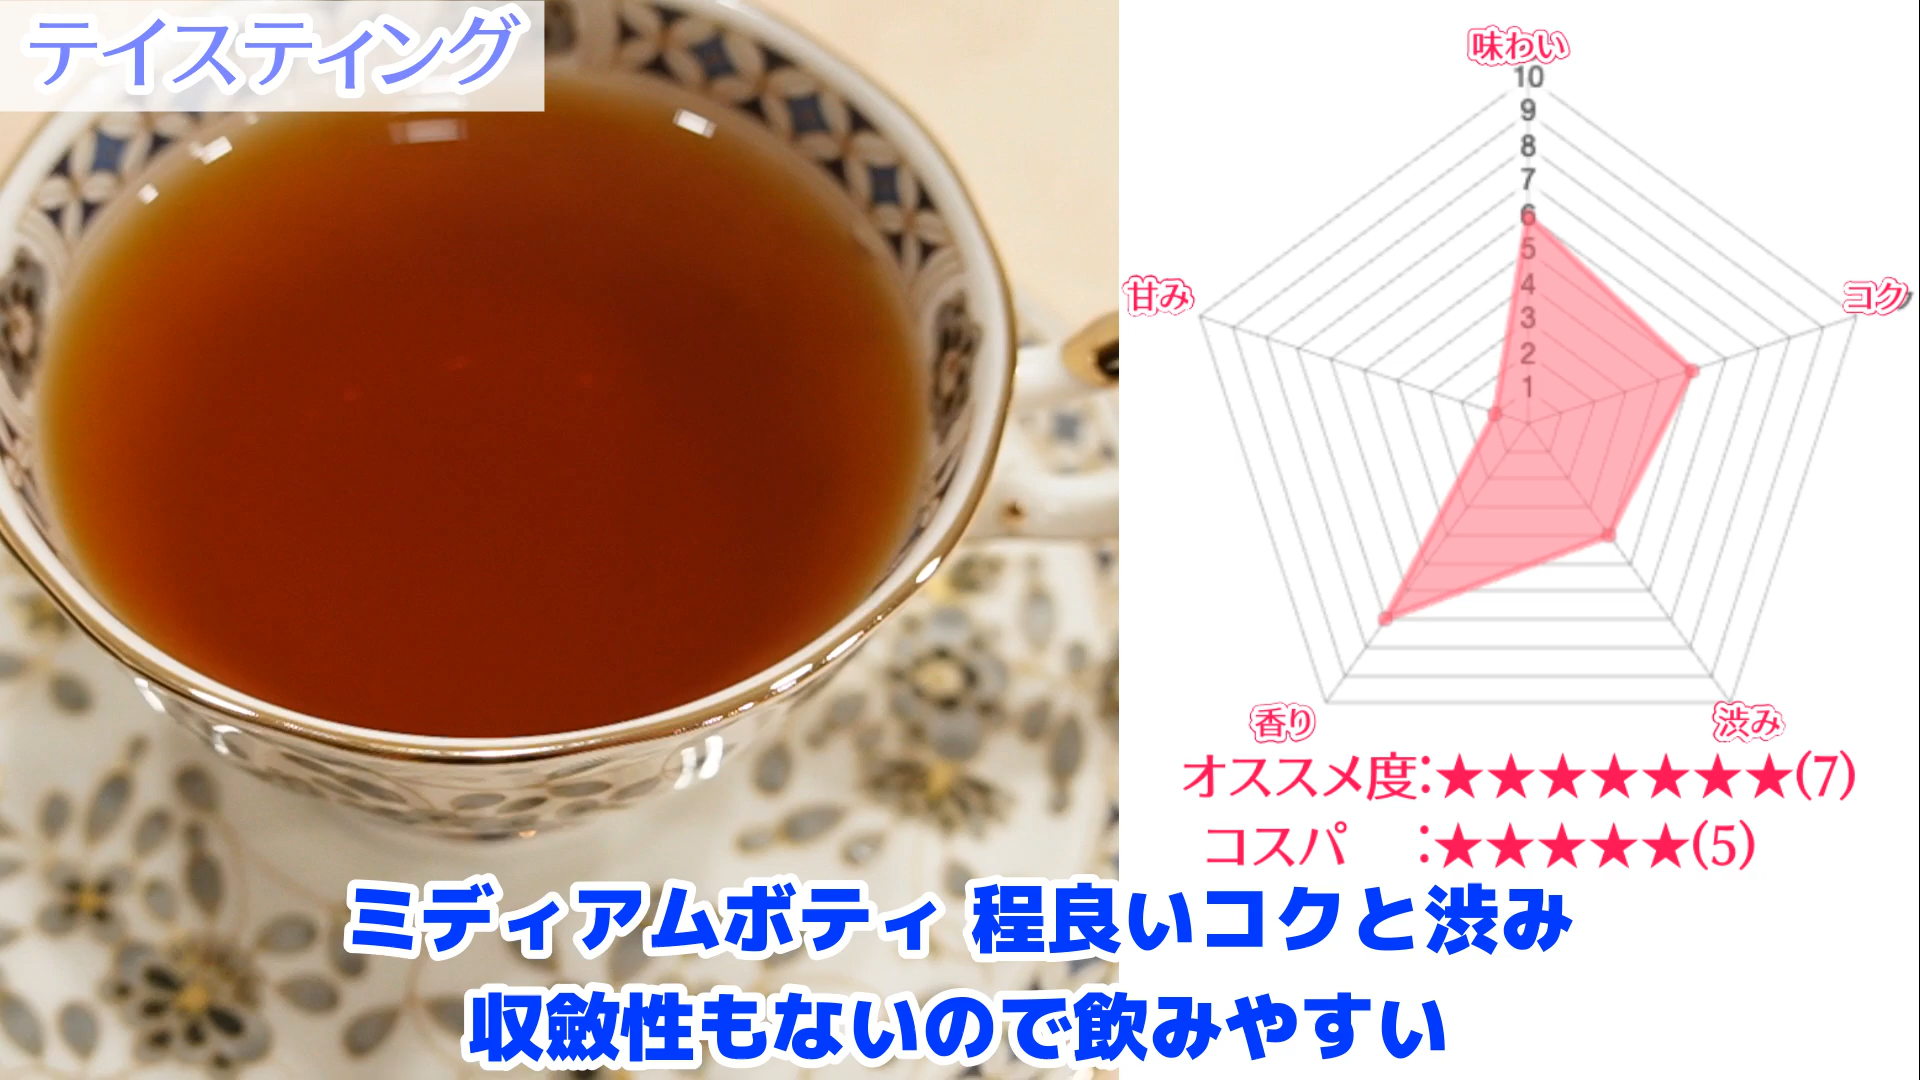 テイスティング
味わい
10
9
8
7
6
5
4
3
2
1
甘み
コク
香り
渋み
オススメ度:★★★★★★★(7)
コスパ　:★★★★★(5)
ミディアムボティ 程良いコクと渋み
収斂性もないので飲みやすい